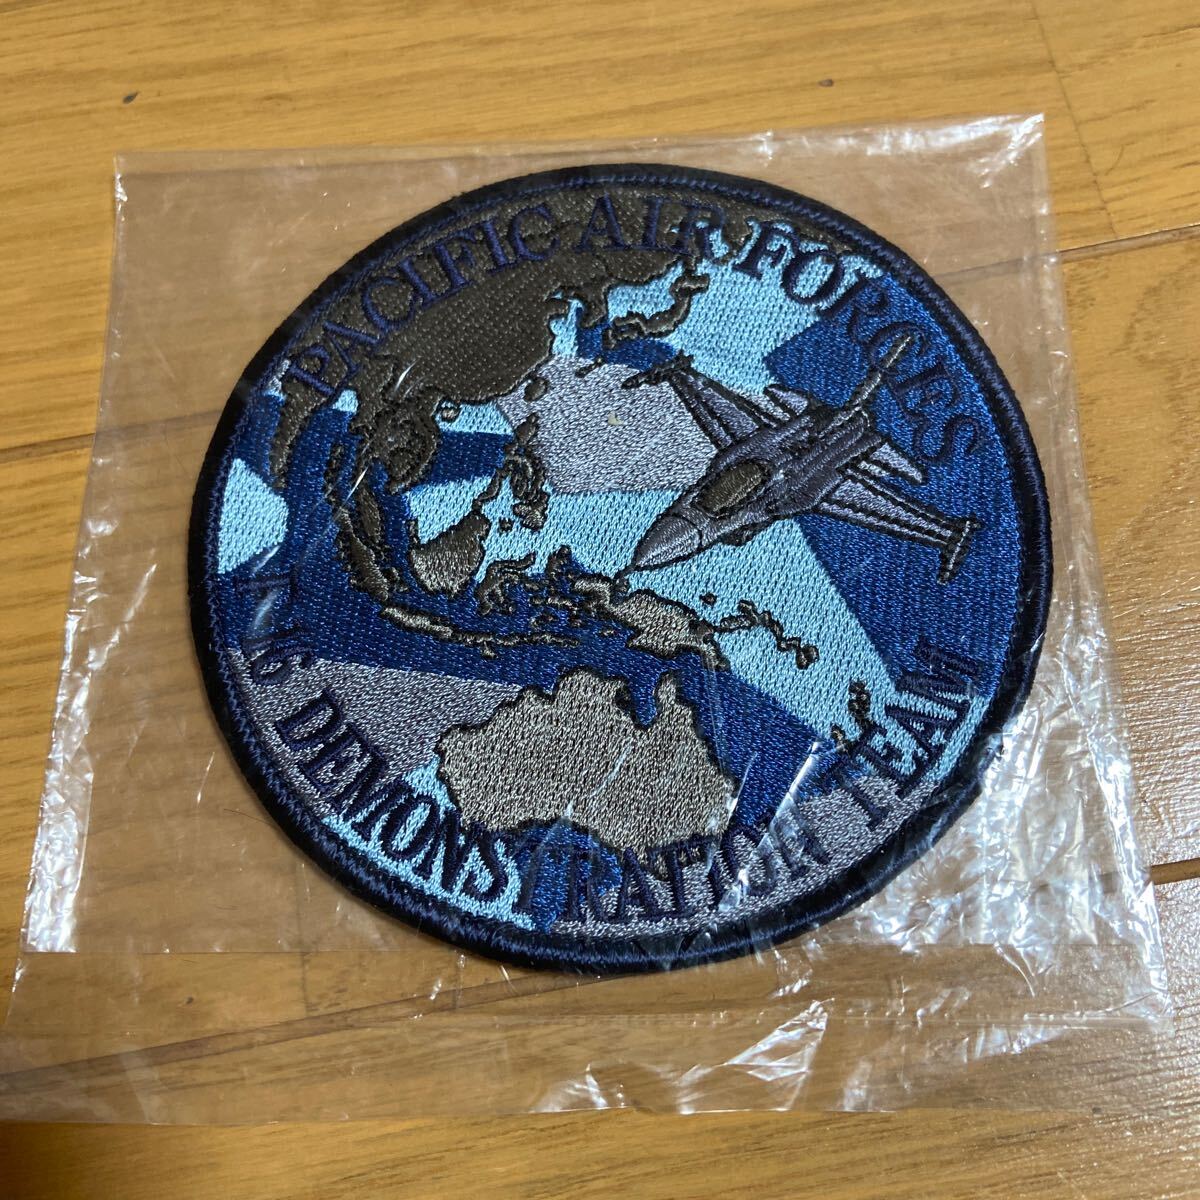 PACIFIC AIR FORCES
F-16 DEMONSTRATION TEAM